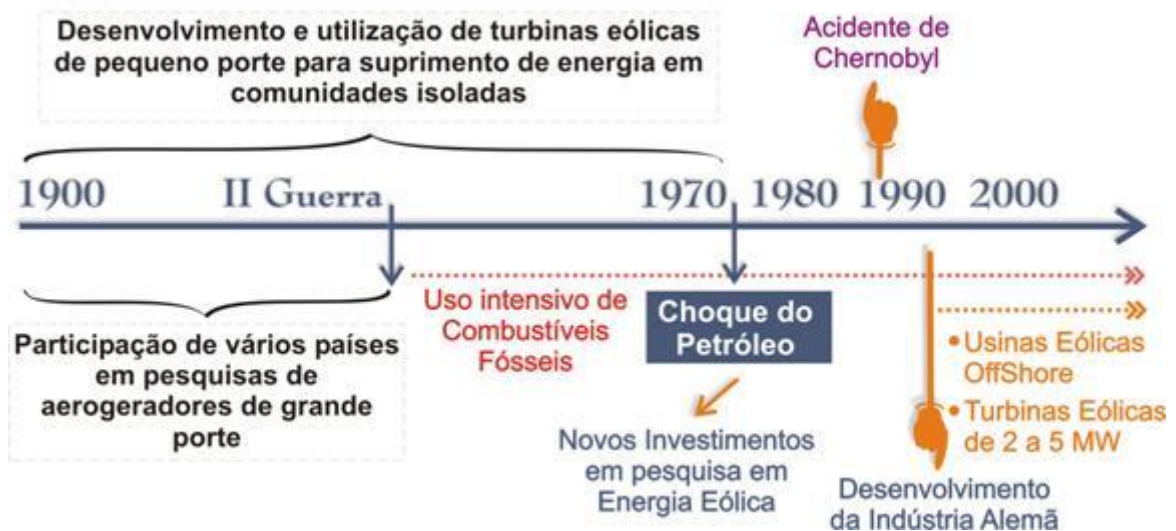 Desenvolvimento e utilização de turbinas eólicas
de pequeno porte para suprimento de energia em
comunidades isoladas
Acidente de
Chernobyl
1900 II Guerra 1970 1980 1990 2000
Participação de vários países
em pesquisas de
aerogeradores de grande
porte
Uso intensivo de
Combustíveis
Fósseis
Choque do
Petróleo
Novos Investimentos
em pesquisa em
Energia Eólica
• Usinas Eólicas
OffShore
• Turbinas Eólicas
de 2 a 5 MW
Desenvolvimento
da Indústria Alemã